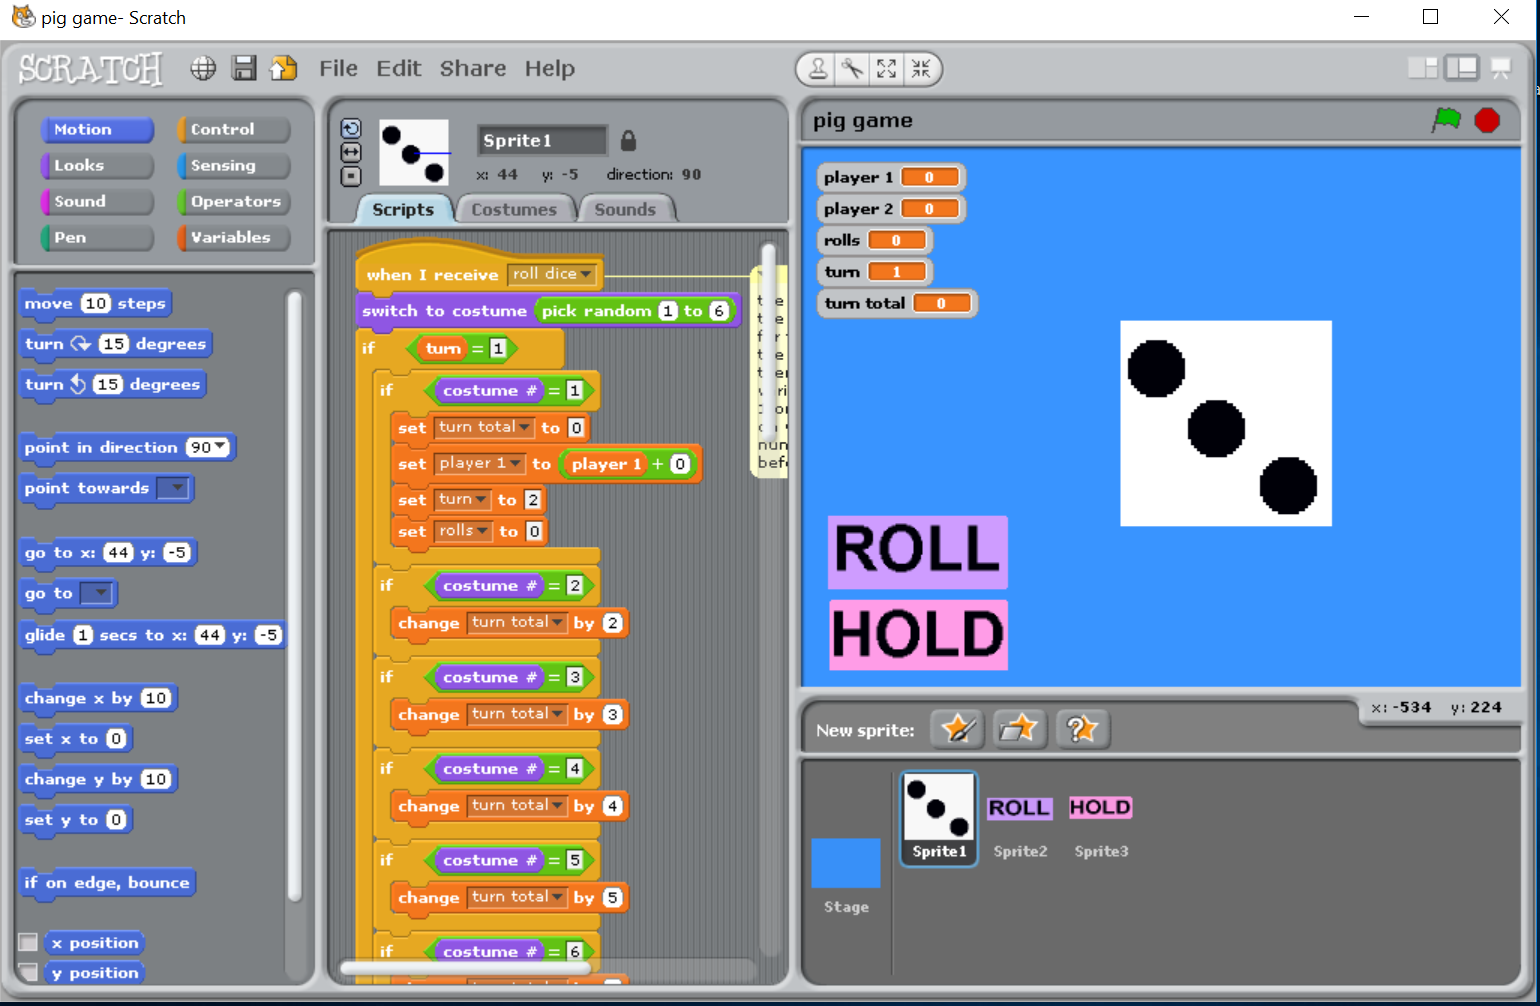 pig game- Scratch
SCRATCH File Edit Share Help
Motion Control
Looks Sensing
Sound Operators
Pen Variables
move 10 steps
turn 15 degrees
turn 15 degrees
point in direction 90
point towards
go to x: 44 y: -5
go to
glide 1 secs to x: 44 y: -5
change x by 10
set x to 0
change y by 10
set y to 0
if on edge, bounce
x position
y position
Sprite1
x: 44 y: -5 direction: 90
Scripts Costumes Sounds
when I receive roll dice
switch to costume pick random 1 to 6
if turn = 1
if costume # = 1
set turn total to 0
set player 1 to player 1 + 0
set turn to 2
set rolls to 0
if costume # = 2
change turn total by 2
if costume # = 3
change turn total by 3
if costume # = 4
change turn total by 4
if costume # = 5
change turn total by 5
if costume # = 6
pig game
player 1 0
player 2 0
rolls 0
turn 1
turn total 0
ROLL
HOLD
x: -534 y: 224
New sprite:
ROLL HOLD
Sprite1 Sprite2 Sprite3
Stage